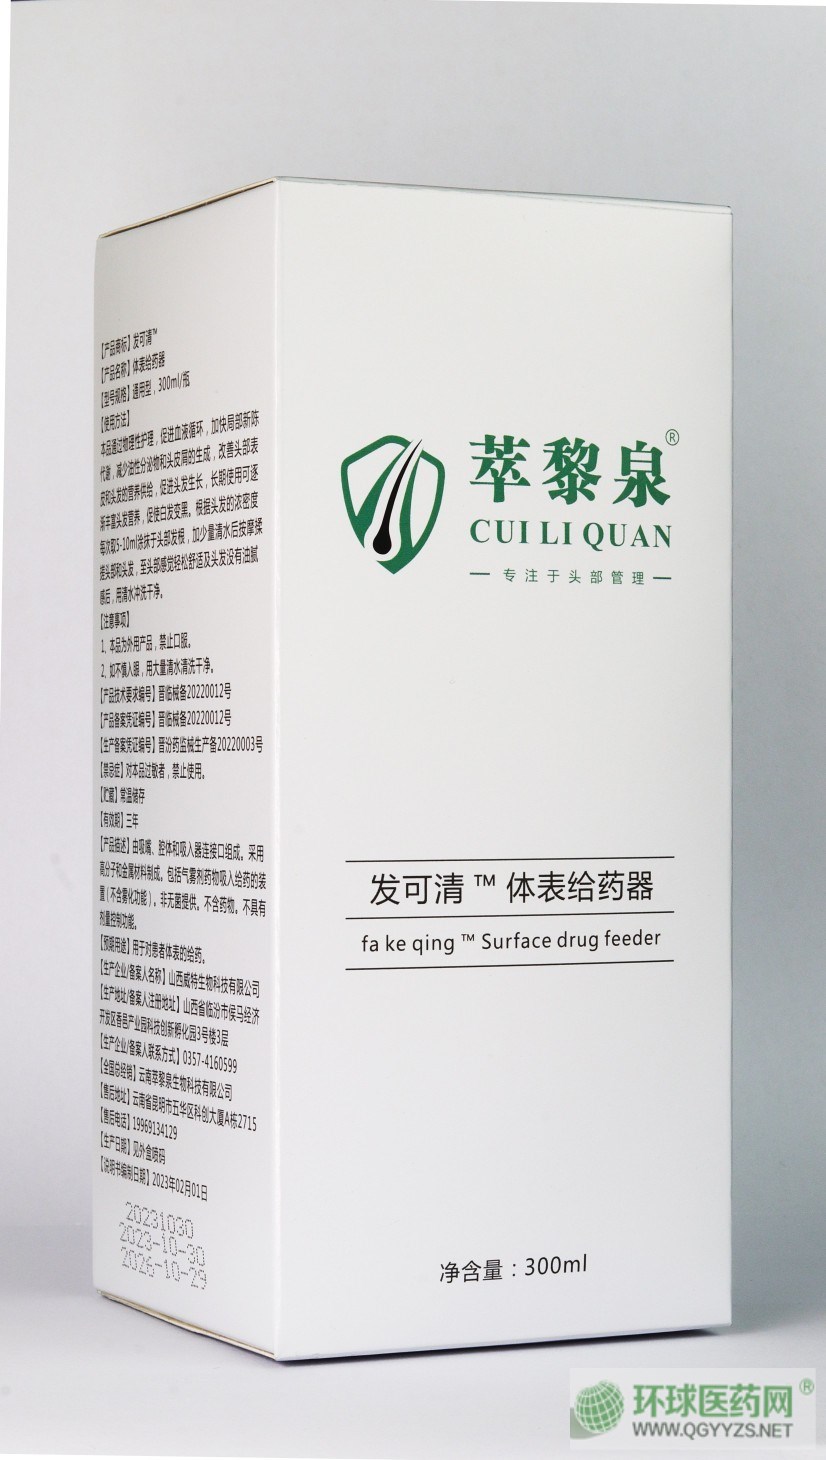 【产品商标】发可清™
【产品名称】体表给药器
【型号规格】通用型，300ml/瓶
【使用方法】
本品通过物理性护理，促进血液循环，加快局部新陈
代谢，减少油性分泌物和头皮屑的生成，改善头部表
皮和头发的营养供给，促进头发生长，长期使用可逐
渐丰富头发营养，促使白发变黑。根据头发的浓密度
每次取5-10ml涂抹于头部发根，加少量清水后按摩揉
搓头部和头发，至头部感觉轻松舒适及头发没有油腻
感后，用清水冲洗干净。
【注意事项】
1、本品为外用产品，禁止口服。
2、如不慎入眼，用大量清水清洗干净。
【产品技术要求编号】晋临械备20220012号
【产品备案凭证编号】晋临械备20220012号
【生产备案凭证编号】晋汾药监械生产备20220003号
【禁忌症】对本品过敏者，禁止使用。
【贮藏】常温储存
【有效期】三年
【产品描述】由吸嘴、腔体和吸入器连接口组成。采用
高分子和金属材料制成。包括气雾剂药物吸入给药的装
置（不含雾化功能）。非无菌提供。不含药物。不具有
剂量控制功能。
【预期用途】用于对患者体表的给药。
【生产企业/备案人名称】山西威特生物科技有限公司
【生产地址/备案人注册地址】山西省临汾市侯马经济
开发区香邑产业园科技创新孵化园3号楼3层
【生产企业/备案人联系方式】0357-4160599
【全国总经销】云南萃黎泉生物科技有限公司
【售后地址】云南省昆明市五华区科创大厦A栋2715
【售后电话】19969134129
【生产日期】见外盒喷码
【说明书编制日期】2023年02月01日
20231030
2023-10-30
2026-10-29
萃黎泉®
CUI LI QUAN
专注于头部管理
发可清™体表给药器
fa ke qing ™ Surface drug feeder
净含量：300ml
环球医药网®
WWW.QGYYZS.NET